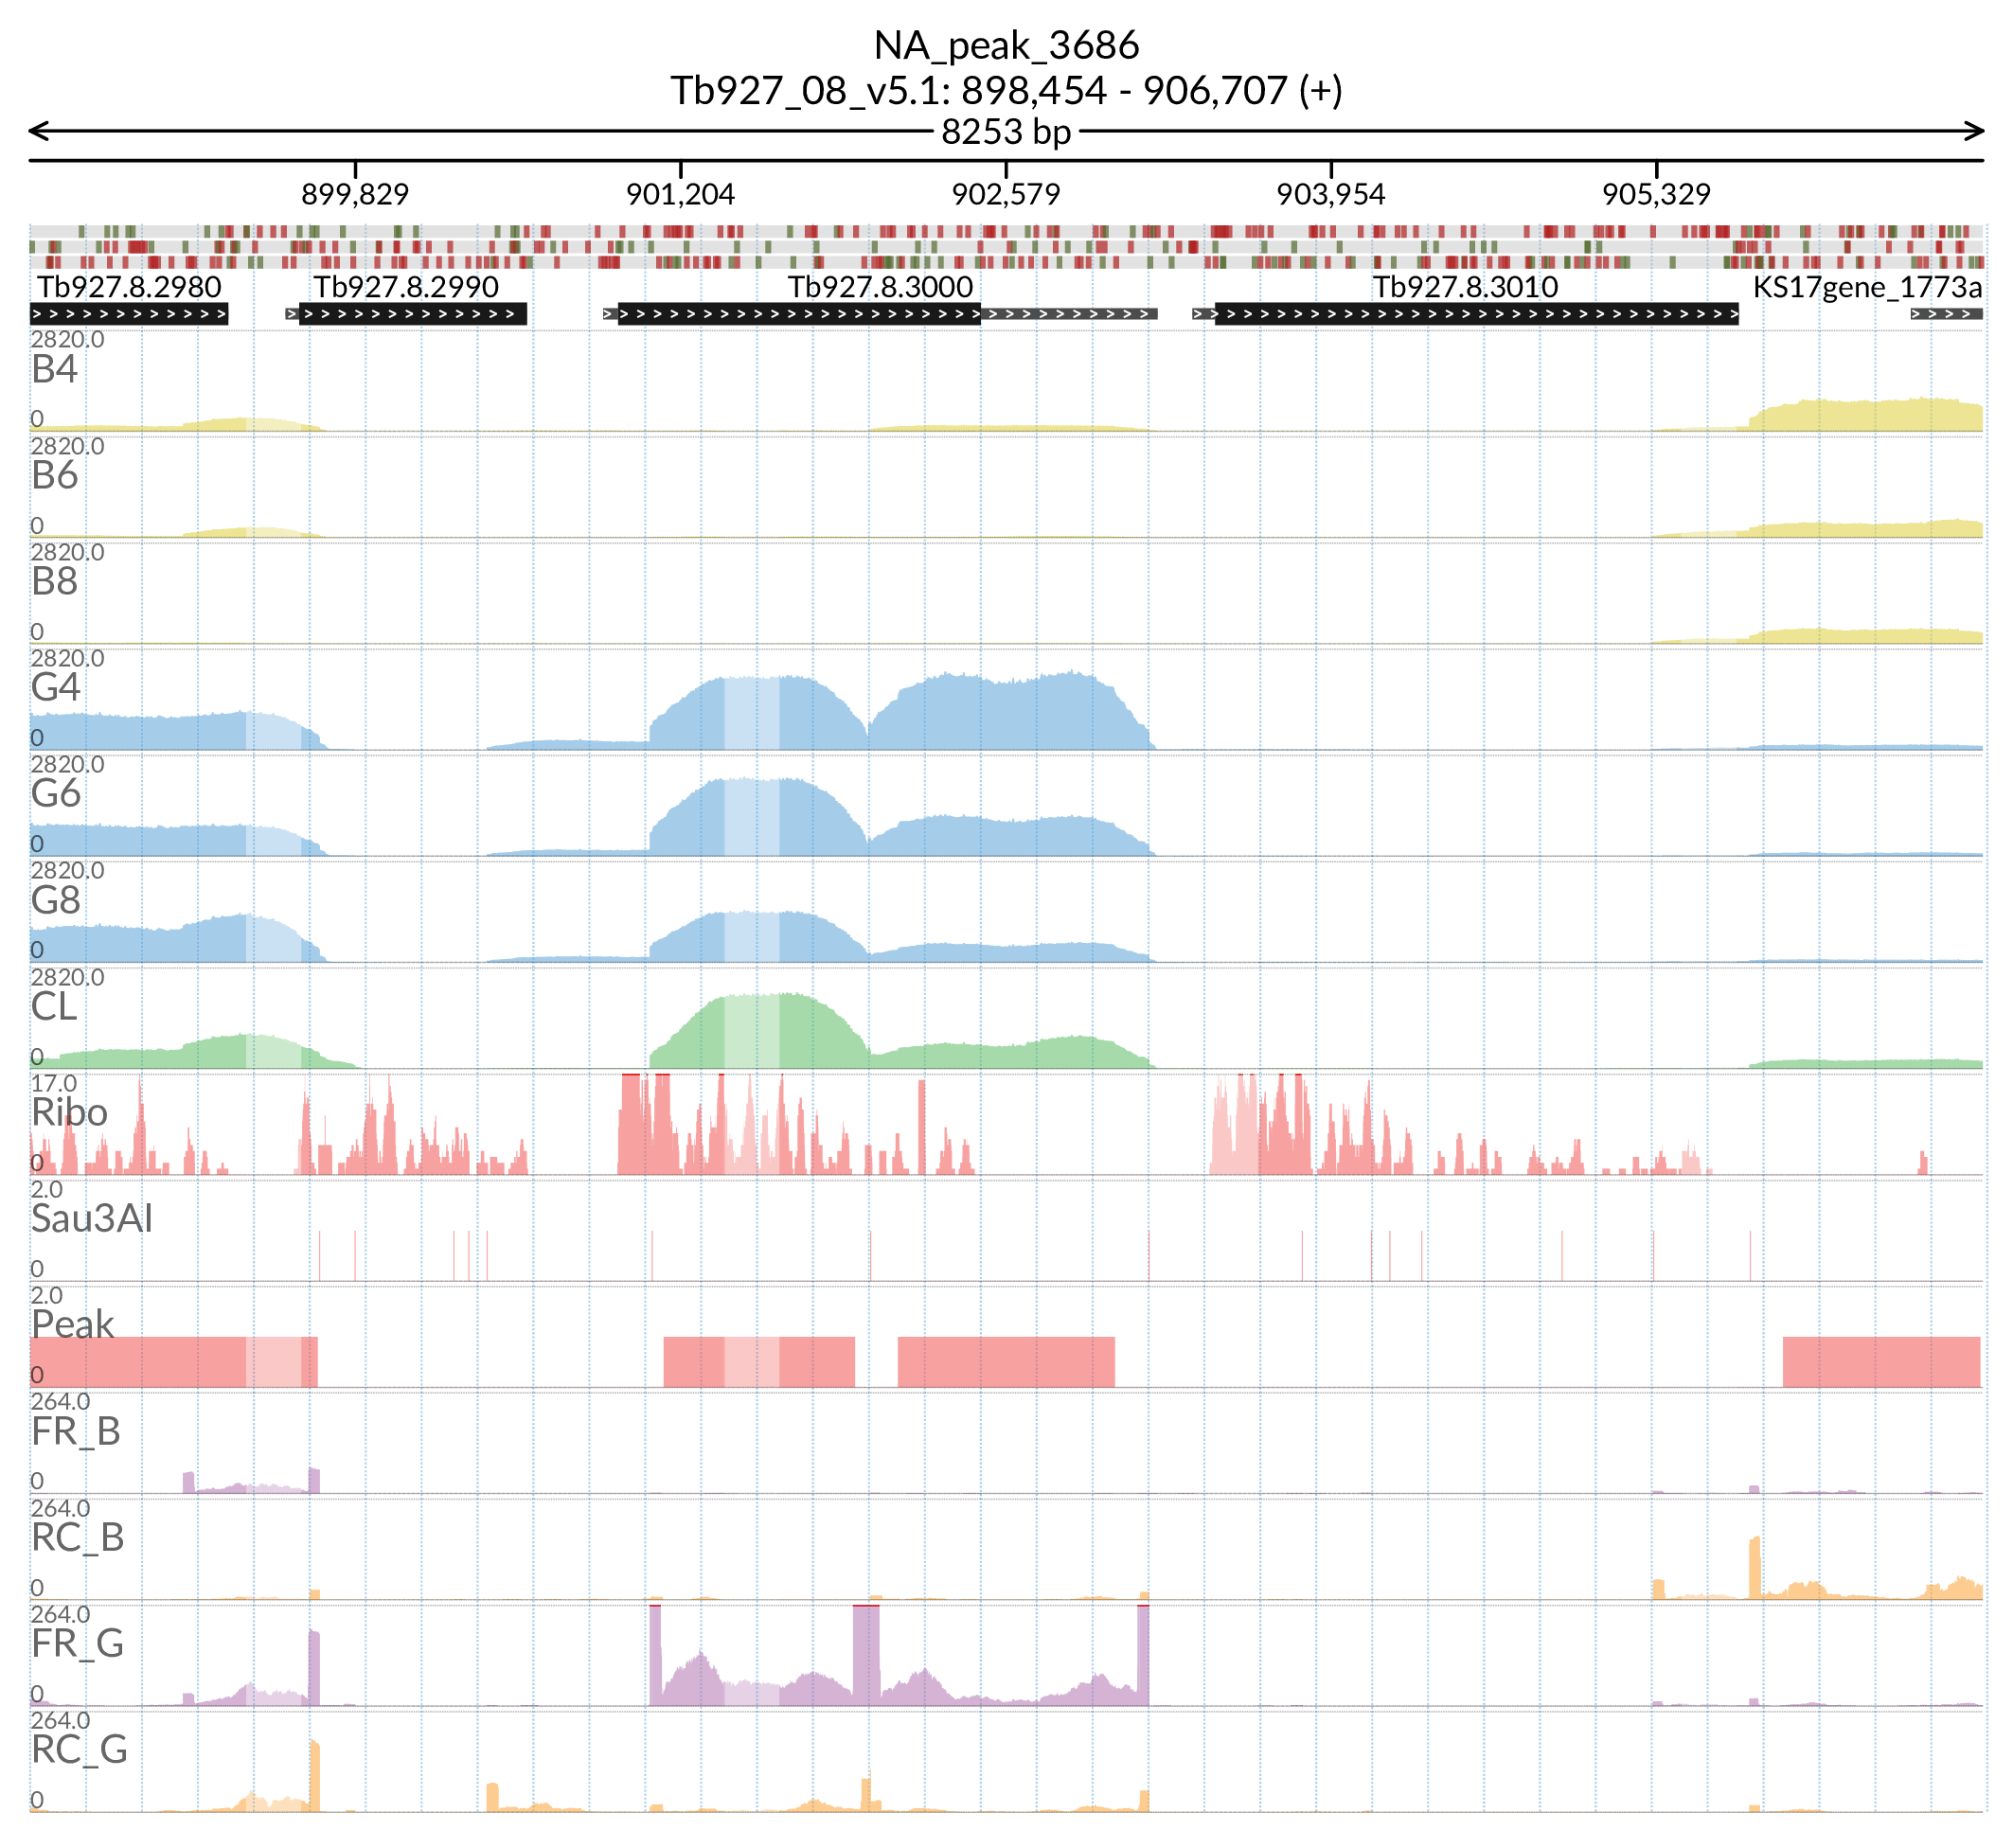 NA_peak_3686
Tb927_08_v5.1: 898,454 - 906,707 (+)
8253 bp
899,829 901,204 902,579 903,954 905,329
Tb927.8.2980 Tb927.8.2990 Tb927.8.3000 Tb927.8.3010 KS17gene_1773a
2820.0
B4
0
2820.0
B6
0
2820.0
B8
0
2820.0
G4
0
2820.0
G6
0
2820.0
G8
0
2820.0
CL
0
17.0
Ribo
0
2.0
Sau3AI
0
2.0
Peak
0
264.0
FR_B
0
264.0
RC_B
0
264.0
FR_G
0
264.0
RC_G
0